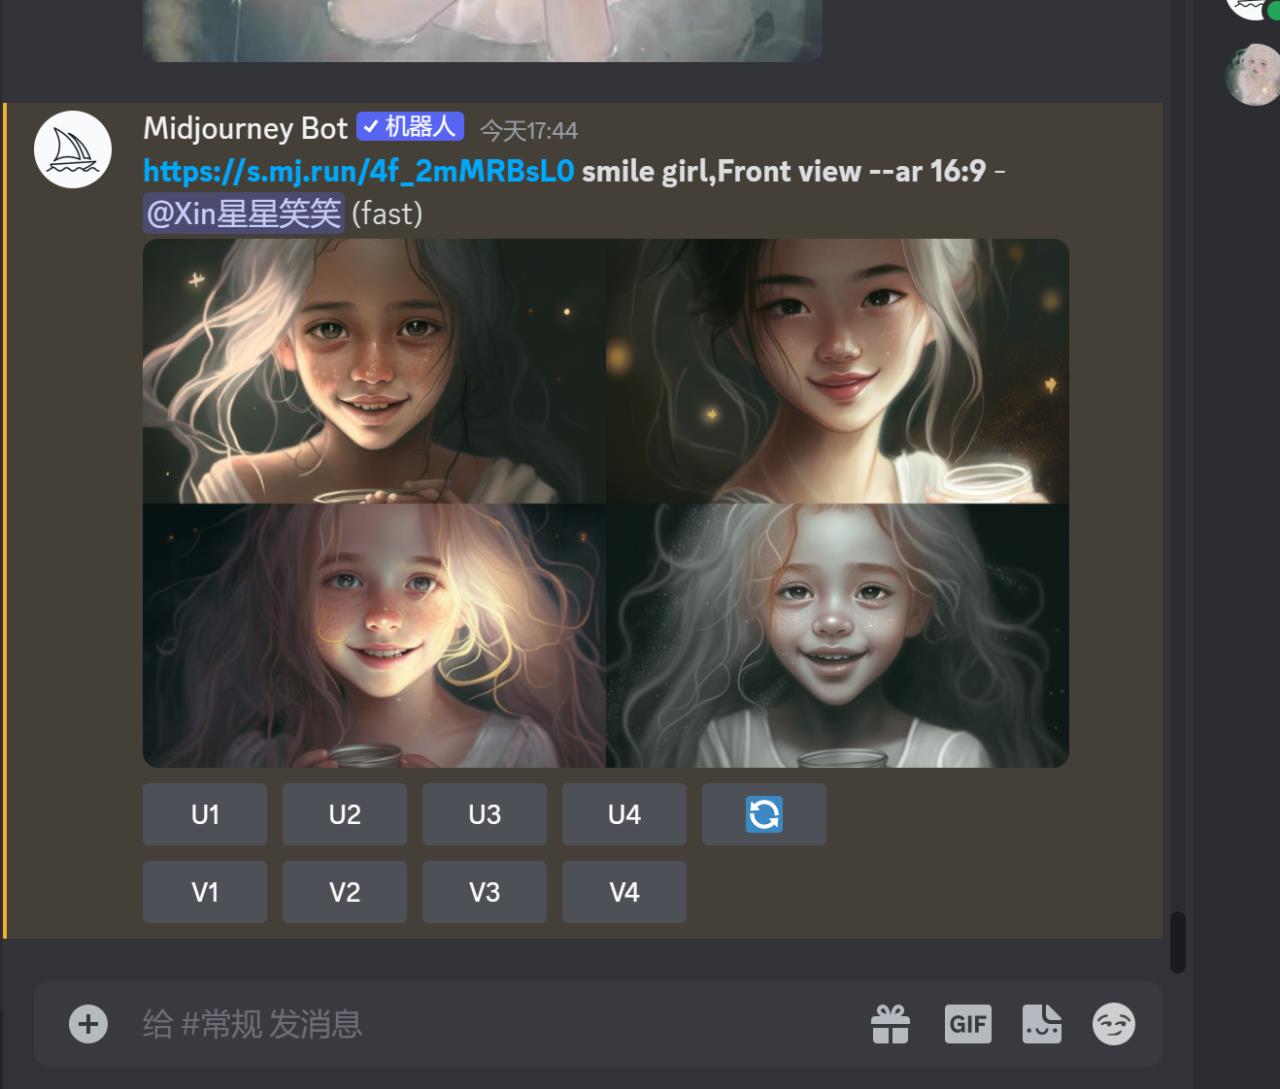 Midjourney Bot ✓ 机器人 今天17:44
https://s.mj.run/4f_2mMRBsL0 smile girl,Front view --ar 16:9 -
@Xin星星笑笑 (fast)
U1 U2 U3 U4
V1 V2 V3 V4
给 #常规 发消息 GIF